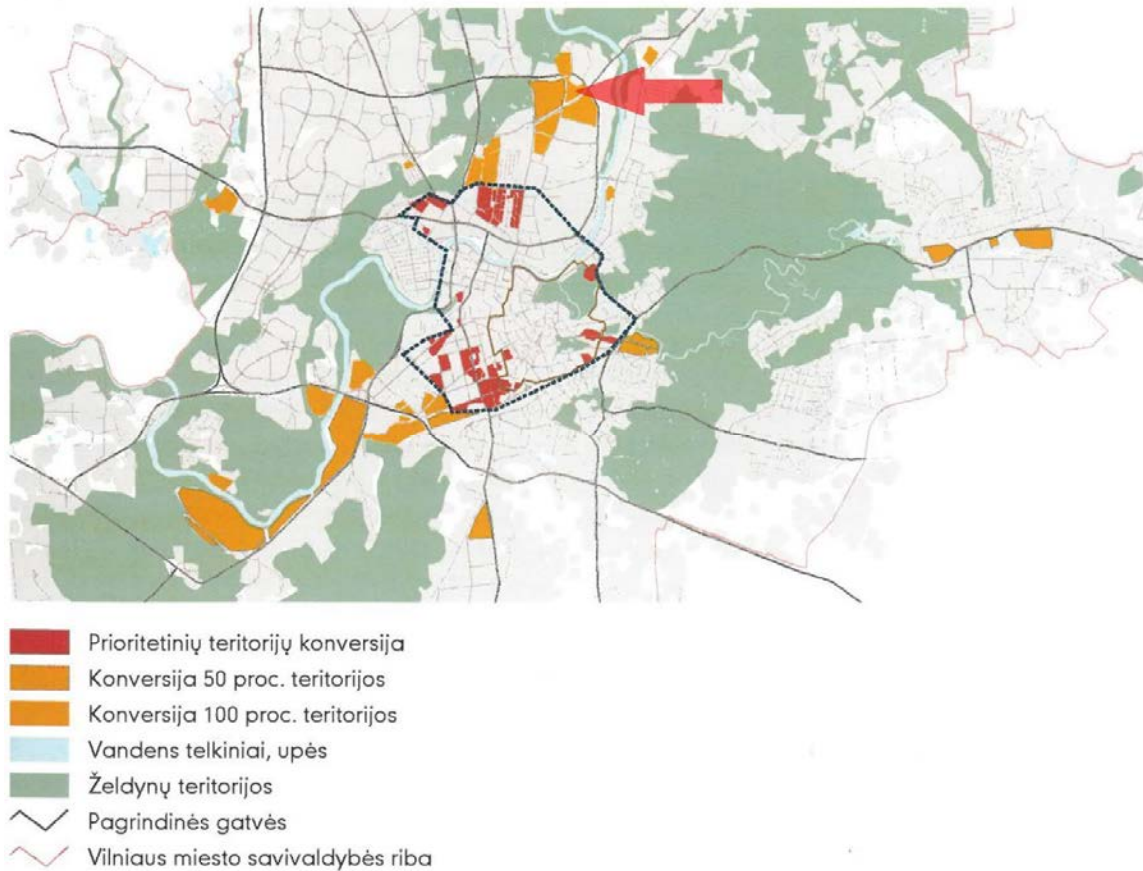 Prioritetinių teritorijų konversija
Konversija 50 proc. teritorijos
Konversija 100 proc. teritorijos
Vandens telkiniai, upės
Želdynų teritorijos
Pagrindinės gatvės
Vilniaus miesto savivaldybės riba